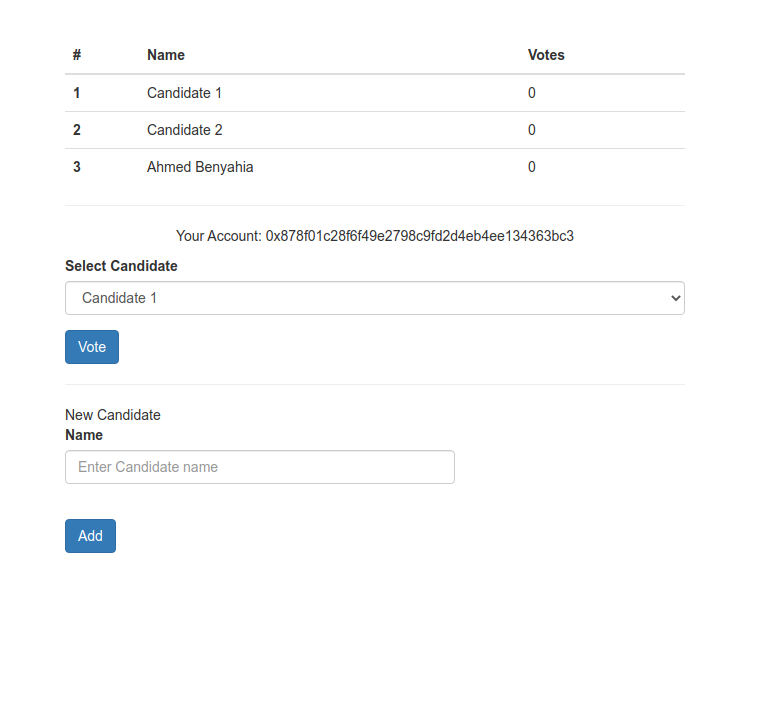 # Name Votes
1 Candidate 1 0
2 Candidate 2 0
3 Ahmed Benyahia 0
Your Account: 0x878f01c28f6f49e2798c9fd2d4eb4ee134363bc3
Select Candidate
Candidate 1
Vote
New Candidate
Name
Enter Candidate name
Add